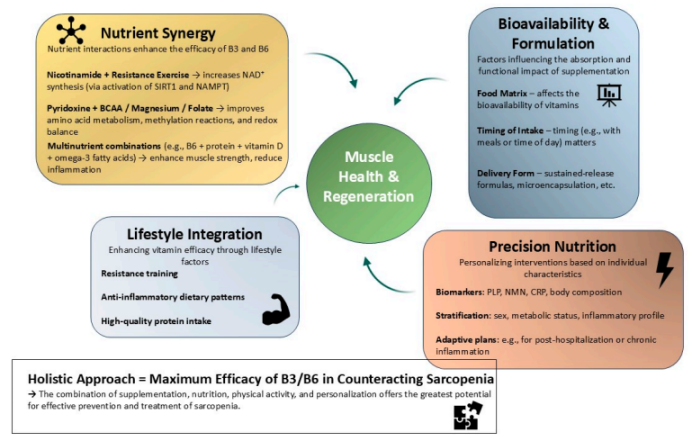 Nutrient Synergy
Nutrient interactions enhance the efficacy of B3 and B6
Nicotinamide + Resistance Exercise → increases NAD⁺
synthesis (via activation of SIRT1 and NAMPT)
Pyridoxine + BCAA / Magnesium / Folate → improves
amino acid metabolism, methylation reactions, and redox
balance
Multinutrient combinations (e.g., B6 + protein + vitamin D
+ omega-3 fatty acids) → enhance muscle strength, reduce
inflammation
Bioavailability &
Formulation
Factors influencing the absorption and
functional impact of supplementation
Food Matrix – affects the
bioavailability of vitamins
Timing of Intake – timing (e.g., with
meals or time of day) matters
Delivery Form – sustained-release
formulas, microencapsulation, etc.
Muscle
Health &
Regeneration
Lifestyle Integration
Enhancing vitamin efficacy through lifestyle
factors
Resistance training
Anti-inflammatory dietary patterns
High-quality protein intake
Precision Nutrition
Personalizing interventions based on individual
characteristics
Biomarkers: PLP, NMN, CRP, body composition
Stratification: sex, metabolic status, inflammatory profile
Adaptive plans: e.g., for post-hospitalization or chronic
inflammation
Holistic Approach = Maximum Efficacy of B3/B6 in Counteracting Sarcopenia
→ The combination of supplementation, nutrition, physical activity, and personalization offers the greatest potential
for effective prevention and treatment of sarcopenia.